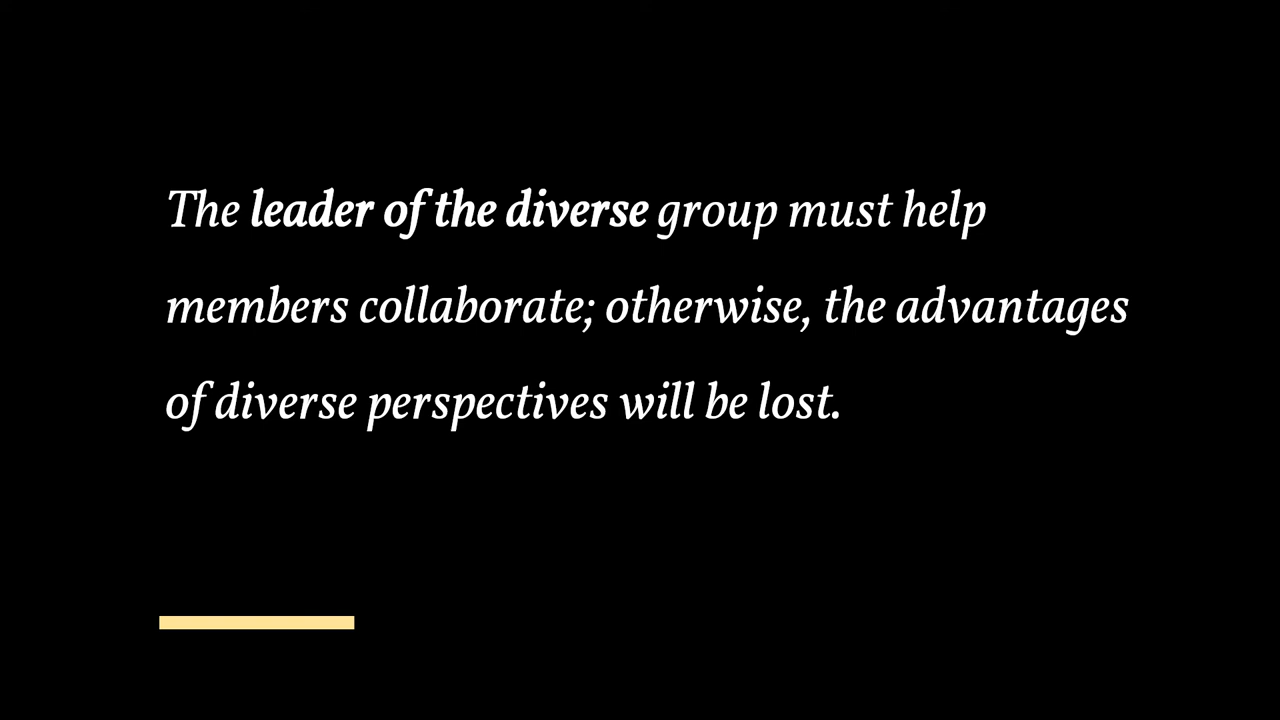 The leader of the diverse group must help
members collaborate; otherwise, the advantages
of diverse perspectives will be lost.